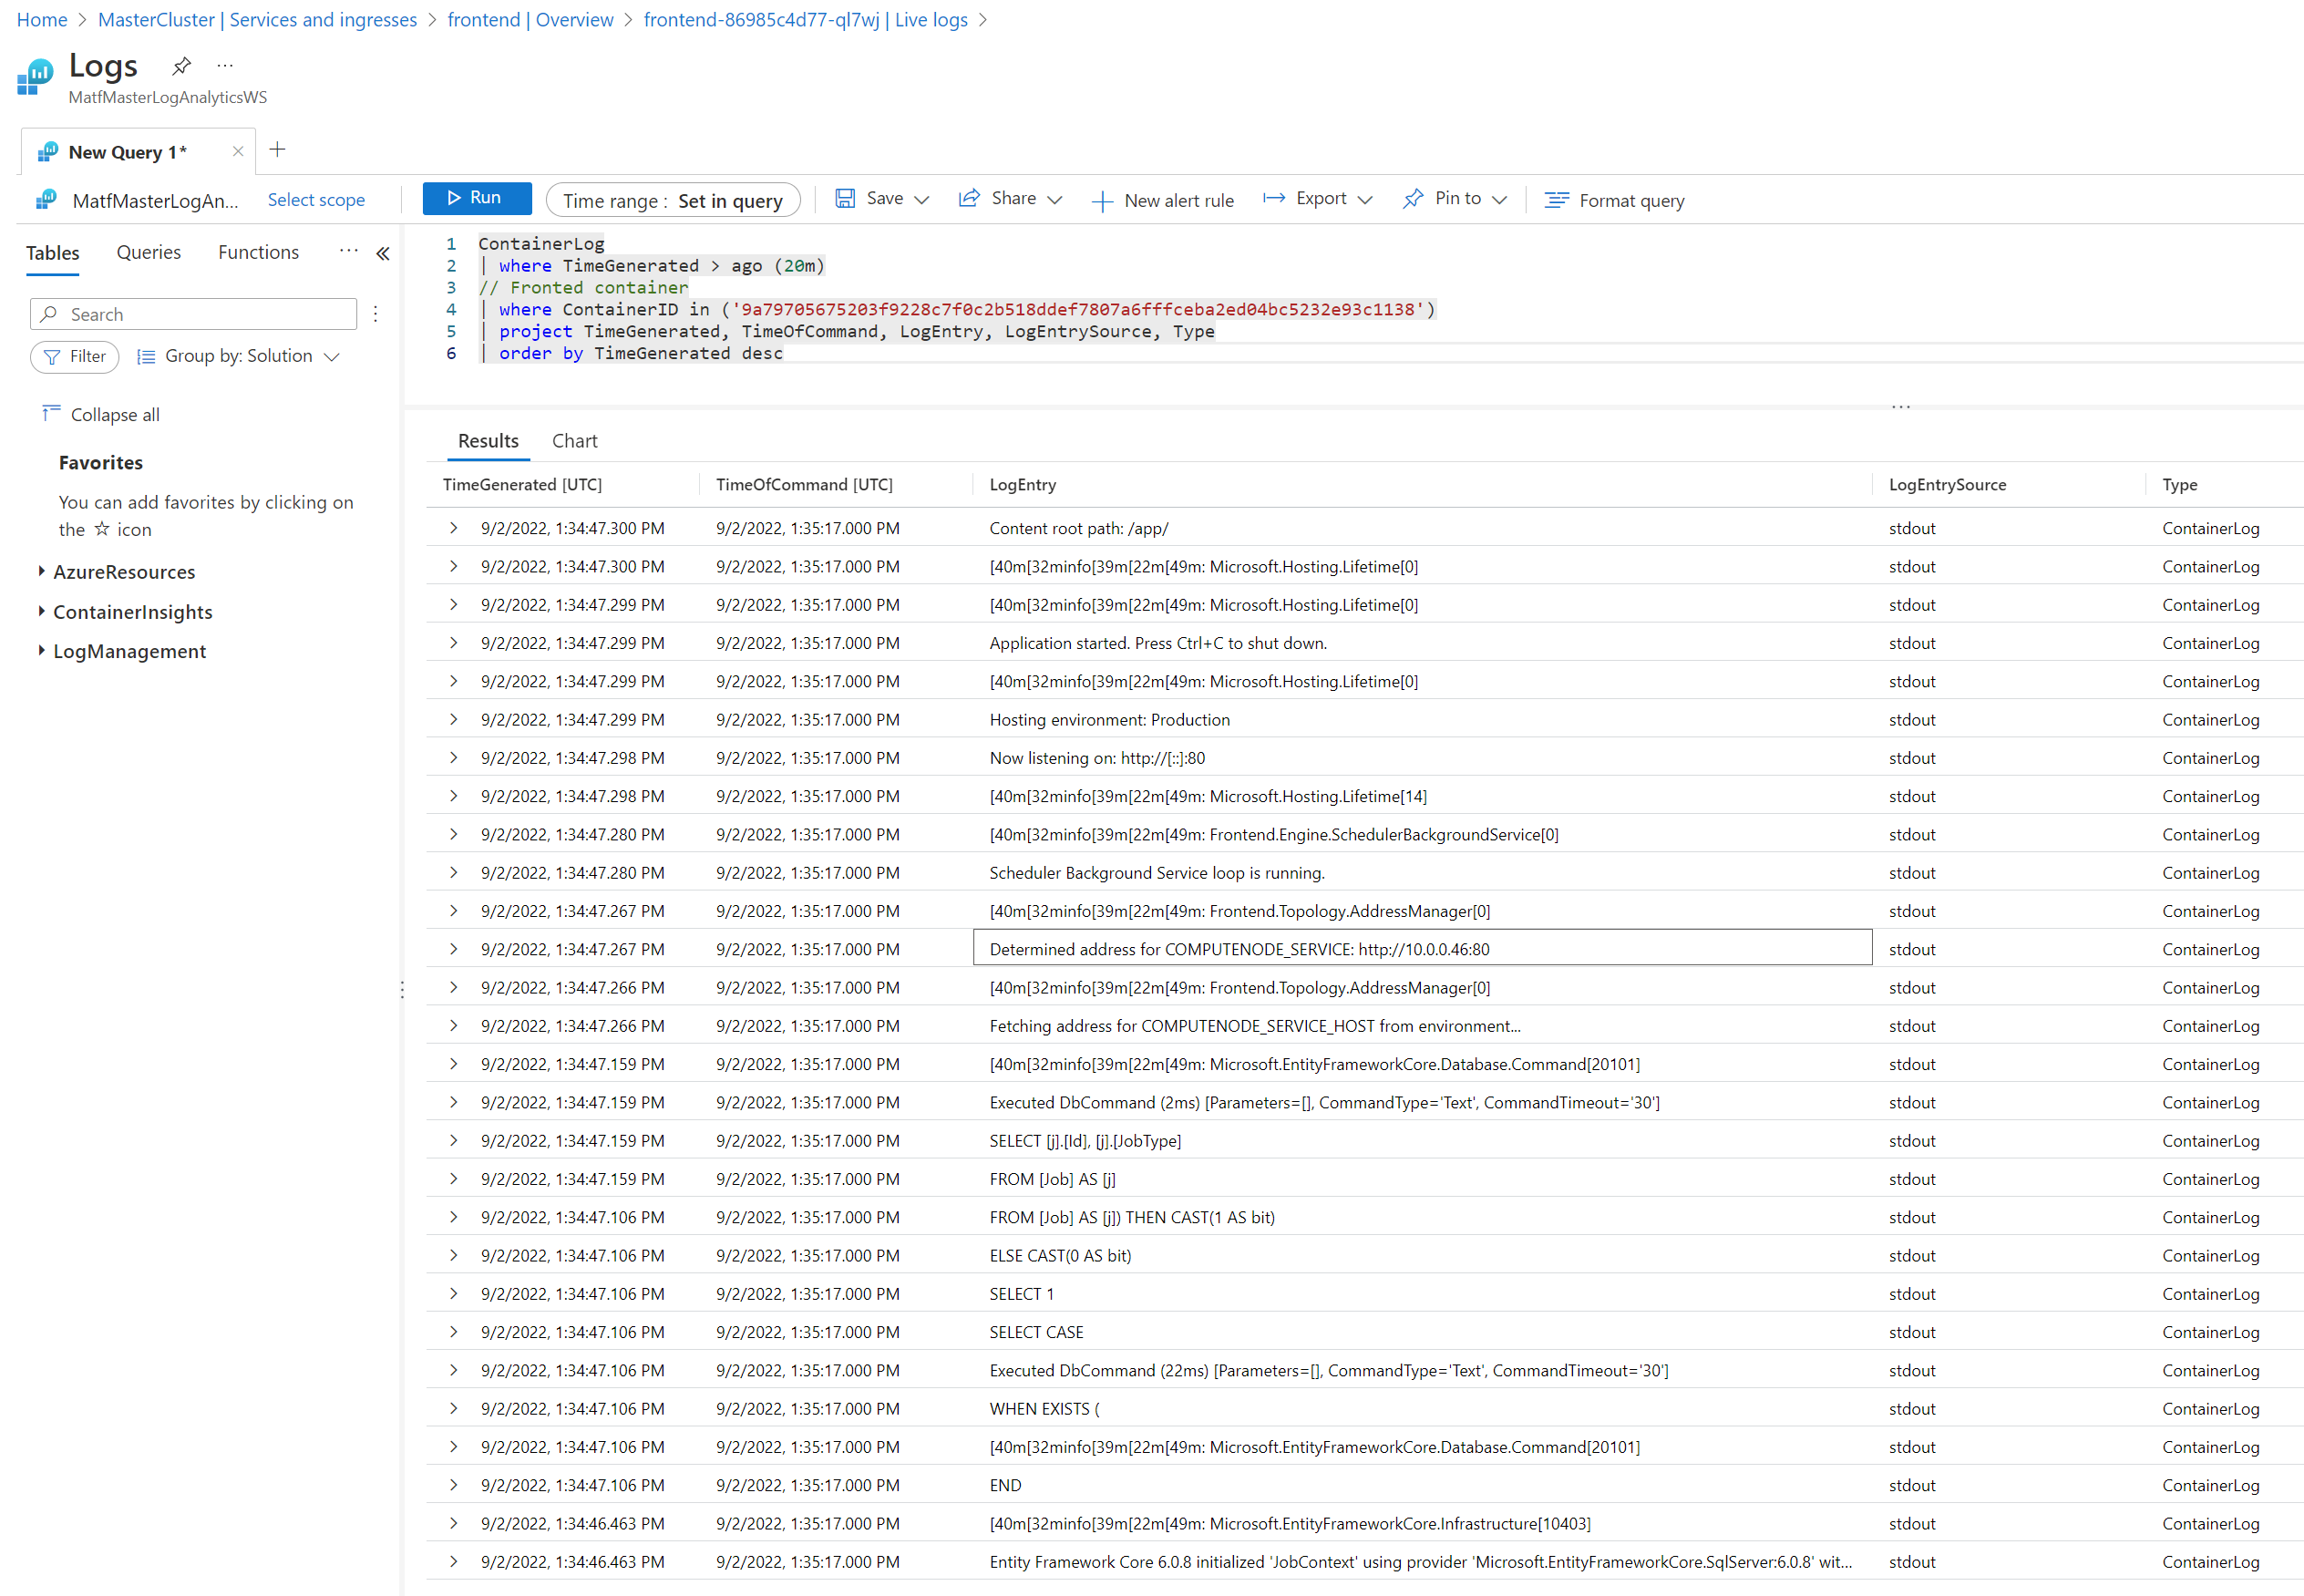 Home > MasterCluster | Services and ingresses > frontend | Overview > frontend-86985c4d77-ql7wj | Live logs >
Logs ...
MatfMasterLogAnalyticsWS
New Query 1* × +
MatfMasterLogAn... Select scope Run Time range : Set in query Save Share New alert rule Export Pin to Format query
Tables Queries Functions ... «
Search
Filter Group by: Solution
Collapse all
Favorites
You can add favorites by clicking on
the ☆ icon
AzureResources
ContainerInsights
LogManagement
1 ContainerLog
2 | where TimeGenerated > ago (20m)
3 // Fronted container
4 | where ContainerID in ('9a79705675203f9228c7f0c2b518ddef7807a6fffceba2ed04bc5232e93c1138')
5 | project TimeGenerated, TimeOfCommand, LogEntry, LogEntrySource, Type
6 | order by TimeGenerated desc
Results Chart
TimeGenerated [UTC] TimeOfCommand [UTC] LogEntry LogEntrySource Type
9/2/2022, 1:34:47.300 PM 9/2/2022, 1:35:17.000 PM Content root path: /app/ stdout ContainerLog
9/2/2022, 1:34:47.300 PM 9/2/2022, 1:35:17.000 PM [40m[32minfo[39m[22m[49m: Microsoft.Hosting.Lifetime[0] stdout ContainerLog
9/2/2022, 1:34:47.299 PM 9/2/2022, 1:35:17.000 PM [40m[32minfo[39m[22m[49m: Microsoft.Hosting.Lifetime[0] stdout ContainerLog
9/2/2022, 1:34:47.299 PM 9/2/2022, 1:35:17.000 PM Application started. Press Ctrl+C to shut down. stdout ContainerLog
9/2/2022, 1:34:47.299 PM 9/2/2022, 1:35:17.000 PM [40m[32minfo[39m[22m[49m: Microsoft.Hosting.Lifetime[0] stdout ContainerLog
9/2/2022, 1:34:47.299 PM 9/2/2022, 1:35:17.000 PM Hosting environment: Production stdout ContainerLog
9/2/2022, 1:34:47.298 PM 9/2/2022, 1:35:17.000 PM Now listening on: http://[::]:80 stdout ContainerLog
9/2/2022, 1:34:47.298 PM 9/2/2022, 1:35:17.000 PM [40m[32minfo[39m[22m[49m: Microsoft.Hosting.Lifetime[14] stdout ContainerLog
9/2/2022, 1:34:47.280 PM 9/2/2022, 1:35:17.000 PM [40m[32minfo[39m[22m[49m: Frontend.Engine.SchedulerBackgroundService[0] stdout ContainerLog
9/2/2022, 1:34:47.280 PM 9/2/2022, 1:35:17.000 PM Scheduler Background Service loop is running. stdout ContainerLog
9/2/2022, 1:34:47.267 PM 9/2/2022, 1:35:17.000 PM [40m[32minfo[39m[22m[49m: Frontend.Topology.AddressManager[0] stdout ContainerLog
9/2/2022, 1:34:47.267 PM 9/2/2022, 1:35:17.000 PM Determined address for COMPUTENODE_SERVICE: http://10.0.0.46:80 stdout ContainerLog
9/2/2022, 1:34:47.266 PM 9/2/2022, 1:35:17.000 PM [40m[32minfo[39m[22m[49m: Frontend.Topology.AddressManager[0] stdout ContainerLog
9/2/2022, 1:34:47.266 PM 9/2/2022, 1:35:17.000 PM Fetching address for COMPUTENODE_SERVICE_HOST from environment... stdout ContainerLog
9/2/2022, 1:34:47.159 PM 9/2/2022, 1:35:17.000 PM [40m[32minfo[39m[22m[49m: Microsoft.EntityFrameworkCore.Database.Command[20101] stdout ContainerLog
9/2/2022, 1:34:47.159 PM 9/2/2022, 1:35:17.000 PM Executed DbCommand (2ms) [Parameters=[], CommandType='Text', CommandTimeout='30'] stdout ContainerLog
9/2/2022, 1:34:47.159 PM 9/2/2022, 1:35:17.000 PM SELECT [j].[Id], [j].[JobType] stdout ContainerLog
9/2/2022, 1:34:47.159 PM 9/2/2022, 1:35:17.000 PM FROM [Job] AS [j] stdout ContainerLog
9/2/2022, 1:34:47.106 PM 9/2/2022, 1:35:17.000 PM FROM [Job] AS [j]) THEN CAST(1 AS bit) stdout ContainerLog
9/2/2022, 1:34:47.106 PM 9/2/2022, 1:35:17.000 PM ELSE CAST(0 AS bit) stdout ContainerLog
9/2/2022, 1:34:47.106 PM 9/2/2022, 1:35:17.000 PM SELECT 1 stdout ContainerLog
9/2/2022, 1:34:47.106 PM 9/2/2022, 1:35:17.000 PM SELECT CASE stdout ContainerLog
9/2/2022, 1:34:47.106 PM 9/2/2022, 1:35:17.000 PM Executed DbCommand (22ms) [Parameters=[], CommandType='Text', CommandTimeout='30'] stdout ContainerLog
9/2/2022, 1:34:47.106 PM 9/2/2022, 1:35:17.000 PM WHEN EXISTS ( stdout ContainerLog
9/2/2022, 1:34:47.106 PM 9/2/2022, 1:35:17.000 PM [40m[32minfo[39m[22m[49m: Microsoft.EntityFrameworkCore.Database.Command[20101] stdout ContainerLog
9/2/2022, 1:34:47.106 PM 9/2/2022, 1:35:17.000 PM END stdout ContainerLog
9/2/2022, 1:34:46.463 PM 9/2/2022, 1:35:17.000 PM [40m[32minfo[39m[22m[49m: Microsoft.EntityFrameworkCore.Infrastructure[10403] stdout ContainerLog
9/2/2022, 1:34:46.463 PM 9/2/2022, 1:35:17.000 PM Entity Framework Core 6.0.8 initialized 'JobContext' using provider 'Microsoft.EntityFrameworkCore.SqlServer:6.0.8' wit... stdout ContainerLog